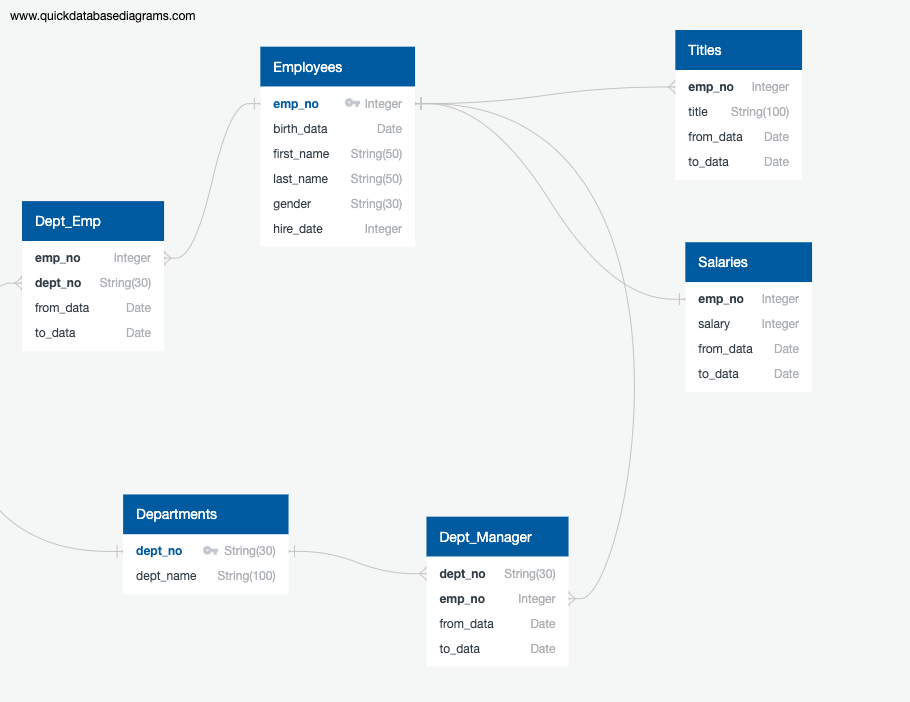 www.quickdatabasediagrams.com
Employees
emp_no Integer
birth_data Date
first_name String(50)
last_name String(50)
gender String(30)
hire_date Integer
Titles
emp_no Integer
title String(100)
from_data Date
to_data Date
Dept_Emp
emp_no Integer
dept_no String(30)
from_data Date
to_data Date
Salaries
emp_no Integer
salary Integer
from_data Date
to_data Date
Departments
dept_no String(30)
dept_name String(100)
Dept_Manager
dept_no String(30)
emp_no Integer
from_data Date
to_data Date